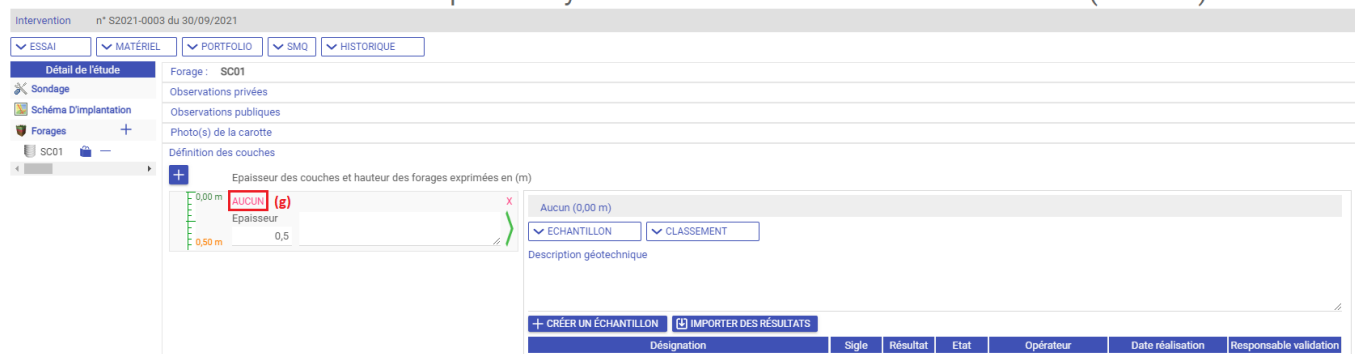 Intervention n° S2021-0003 du 30/09/2021
ESSAI MATÉRIEL PORTFOLIO SMQ HISTORIQUE
Détail de l'étude
Sondage
Schéma D'implantation
Forages +
SC01 —
Forage : SC01
Observations privées
Observations publiques
Photo(s) de la carotte
Définition des couches
+ Epaisseur des couches et hauteur des forages exprimées en (m)
0,00 m AUCUN (g) X
Epaisseur
0,5
0,50 m
Aucun (0,00 m)
ECHANTILLON CLASSEMENT
Description géotechnique
+ CRÉER UN ÉCHANTILLON IMPORTER DES RÉSULTATS
Désignation Sigle Résultat Etat Opérateur Date réalisation Responsable validation